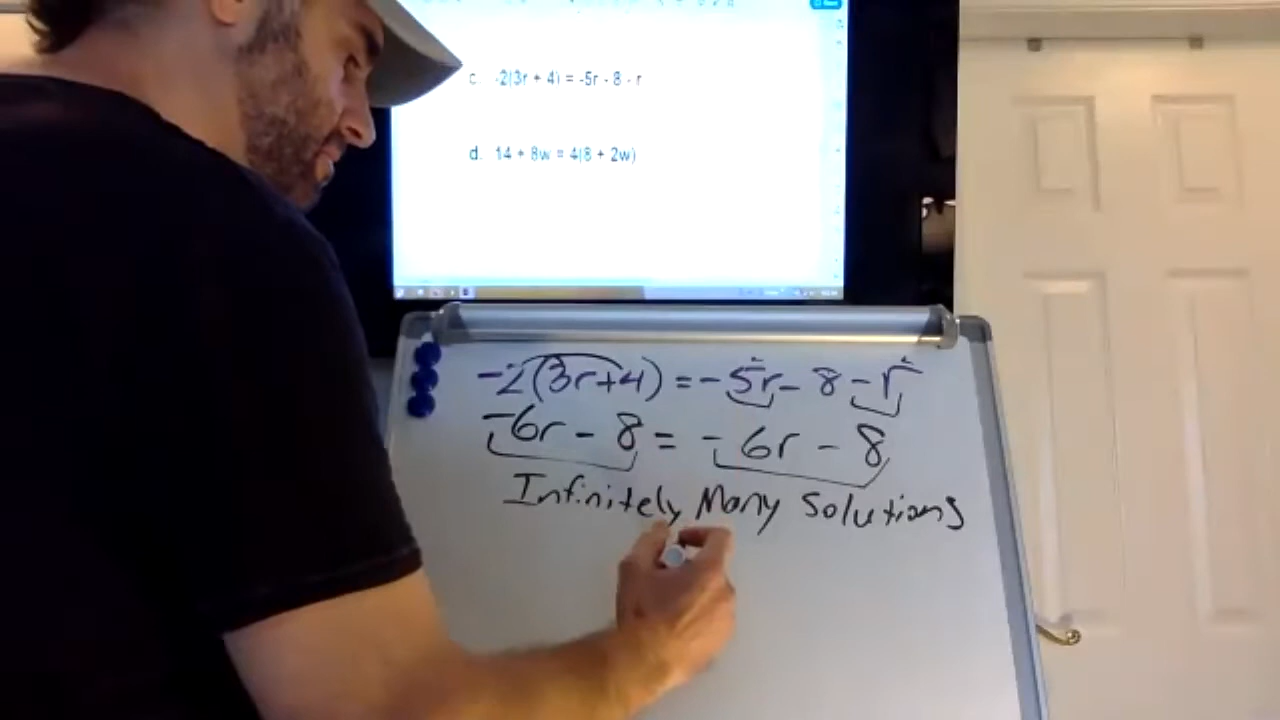 c. -2(3r + 4) = -5r - 8 - r
d. 14 + 8w = 4(8 + 2w)
-2(3r+4) = -5r - 8 - r
-6r - 8 = -6r - 8
Infinitely Many Solutions